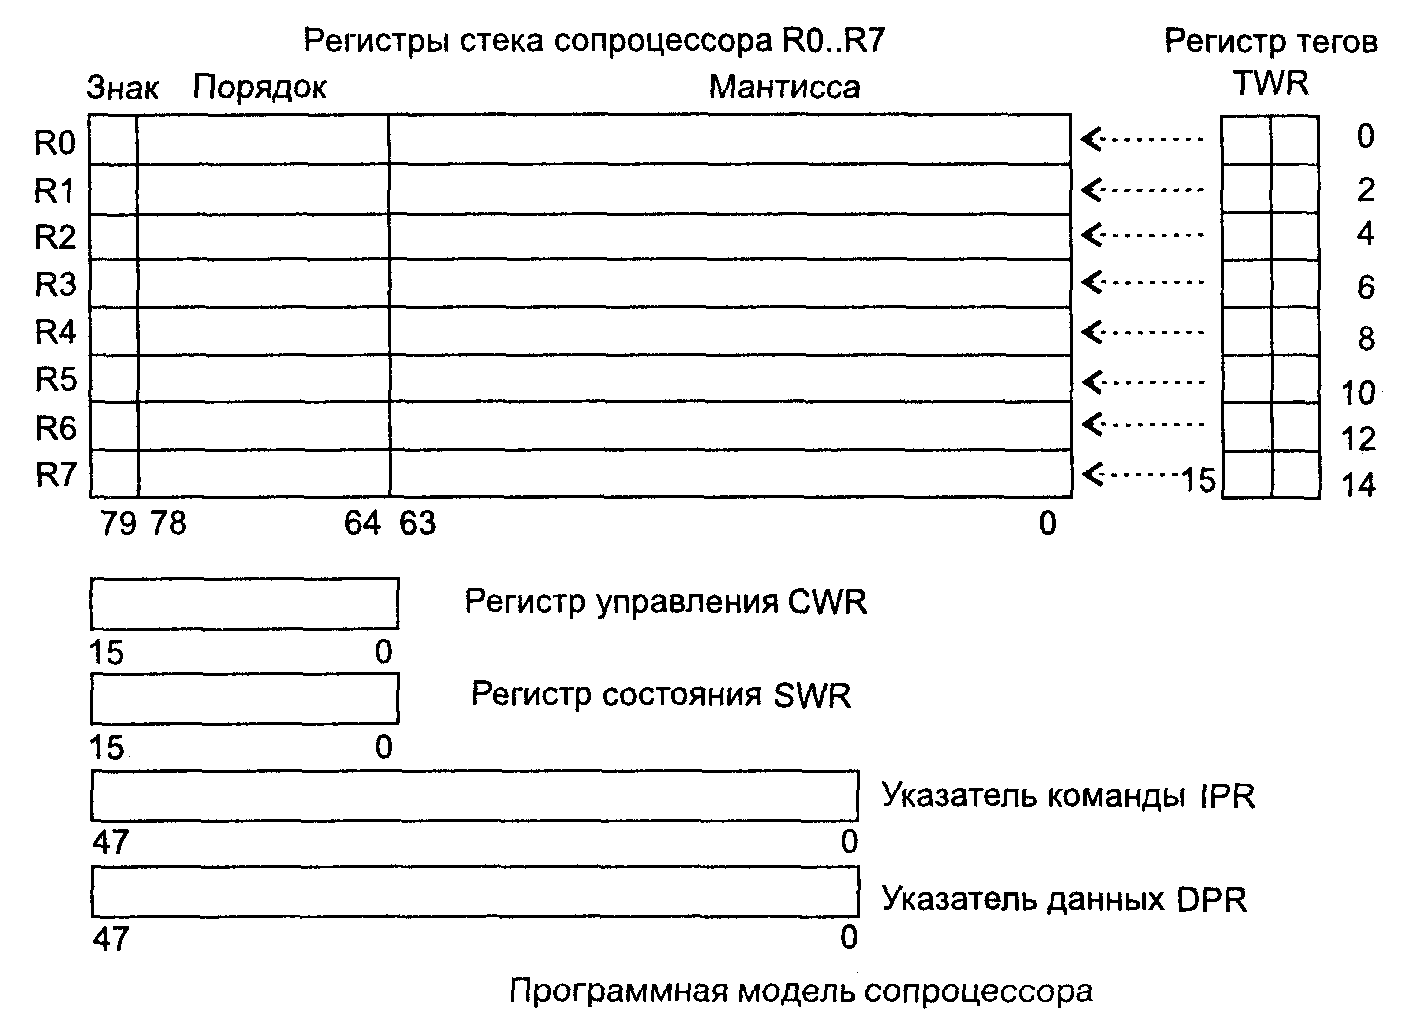 Регистры стека сопроцессора R0..R7 Регистр тегов
Знак Порядок Мантисса TWR
R0 0
R1 2
R2 4
R3 6
R4 8
R5 10
R6 12
R7 15 14
79 78 64 63 0
Регистр управления CWR
15 0
Регистр состояния SWR
15 0
Указатель команды IPR
47 0
Указатель данных DPR
47 0
Программная модель сопроцессора